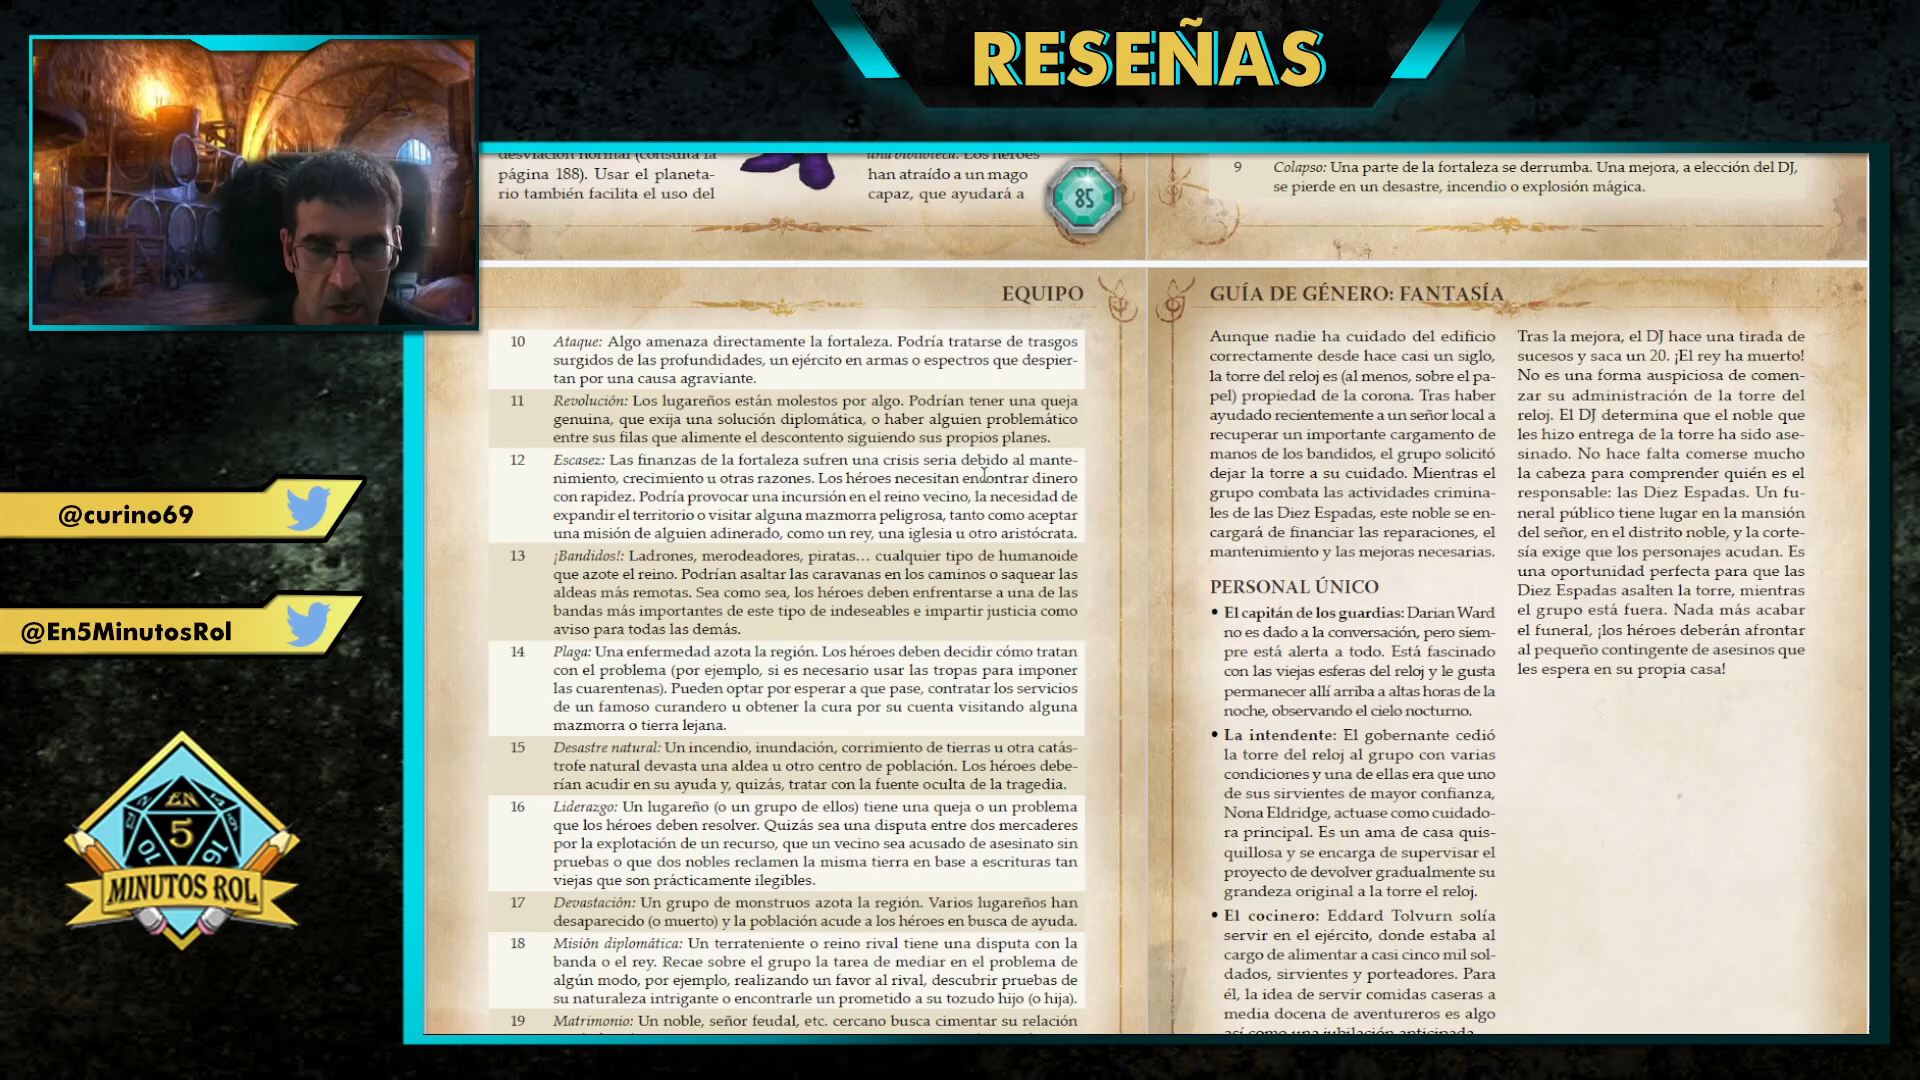 RESEÑAS
desviación normal (consulta la
página 188). Usar el planeta-
rio también facilita el uso del
una biblioteca. Los héroes
han atraído a un mago
capaz, que ayudará a
82
9 Colapso: Una parte de la fortaleza se derrumba. Una mejora, a elección del DJ,
se pierde en un desastre, incendio o explosión mágica.
EQUIPO
10 Ataque: Algo amenaza directamente la fortaleza. Podría tratarse de trasgos
surgidos de las profundidades, un ejército en armas o espectros que despier-
tan por una causa agraviante.
11 Revolución: Los lugareños están molestos por algo. Podrían tener una queja
genuina, que exija una solución diplomática, o haber alguien problemático
entre sus filas que alimente el descontento siguiendo sus propios planes.
12 Escasez: Las finanzas de la fortaleza sufren una crisis seria debido al mante-
nimiento, crecimiento u otras razones. Los héroes necesitan encontrar dinero
con rapidez. Podría provocar una incursión en el reino vecino, la necesidad de
expandir el territorio o visitar alguna mazmorra peligrosa, tanto como aceptar
una misión de alguien adinerado, como un rey, una iglesia u otro aristócrata.
13 ¡Bandidos!: Ladrones, merodeadores, piratas… cualquier tipo de humanoide
que azote el reino. Podrían asaltar las caravanas en los caminos o saquear las
aldeas más remotas. Sea como sea, los héroes deben enfrentarse a una de las
bandas más importantes de este tipo de indeseables e impartir justicia como
aviso para todas las demás.
14 Plaga: Una enfermedad azota la región. Los héroes deben decidir cómo tratan
con el problema (por ejemplo, si es necesario usar las tropas para imponer
las cuarentenas). Pueden optar por esperar a que pase, contratar los servicios
de un famoso curandero u obtener la cura por su cuenta visitando alguna
mazmorra o tierra lejana.
15 Desastre natural: Un incendio, inundación, corrimiento de tierras u otra catás-
trofe natural devasta una aldea u otro centro de población. Los héroes debe-
rían acudir en su ayuda y, quizás, tratar con la fuente oculta de la tragedia.
16 Liderazgo: Un lugareño (o un grupo de ellos) tiene una queja o un problema
que los héroes deben resolver. Quizás sea una disputa entre dos mercaderes
por la explotación de un recurso, que un vecino sea acusado de asesinato sin
pruebas o que dos nobles reclamen la misma tierra en base a escrituras tan
viejas que son prácticamente ilegibles.
17 Devastación: Un grupo de monstruos azota la región. Varios lugareños han
desaparecido (o muerto) y la población acude a los héroes en busca de ayuda.
18 Misión diplomática: Un terrateniente o reino rival tiene una disputa con la
banda o el rey. Recae sobre el grupo la tarea de mediar en el problema de
algún modo, por ejemplo, realizando un favor al rival, descubrir pruebas de
su naturaleza intrigante o encontrarle un prometido a su tozudo hijo (o hija).
19 Matrimonio: Un noble, señor feudal, etc. cercano busca cimentar su relación
GUÍA DE GÉNERO: FANTASÍA
Aunque nadie ha cuidado del edificio
correctamente desde hace casi un siglo,
la torre del reloj es (al menos, sobre el pa-
pel) propiedad de la corona. Tras haber
ayudado recientemente a un señor local a
recuperar un importante cargamento de
manos de los bandidos, el grupo solicitó
dejar la torre a su cuidado. Mientras el
grupo combata las actividades crimina-
les de las Diez Espadas, este noble se en-
cargará de financiar las reparaciones, el
mantenimiento y las mejoras necesarias.
PERSONAL ÚNICO
• El capitán de los guardias: Darian Ward
no es dado a la conversación, pero siem-
pre está alerta a todo. Está fascinado
con las viejas esferas del reloj y le gusta
permanecer allí arriba a altas horas de la
noche, observando el cielo nocturno.
• La intendente: El gobernante cedió
la torre del reloj al grupo con varias
condiciones y una de ellas era que uno
de sus sirvientes de mayor confianza,
Nona Eldridge, actuase como cuidado-
ra principal. Es un ama de casa quis-
quillosa y se encarga de supervisar el
proyecto de devolver gradualmente su
grandeza original a la torre el reloj.
• El cocinero: Eddard Tolvurn solía
servir en el ejército, donde estaba al
cargo de alimentar a casi cinco mil sol-
dados, sirvientes y porteadores. Para
él, la idea de servir comidas caseras a
media docena de aventureros es algo
así como una jubilación anticipada.
Tras la mejora, el DJ hace una tirada de
sucesos y saca un 20. ¡El rey ha muerto!
No es una forma auspiciosa de comen-
zar su administración de la torre del
reloj. El DJ determina que el noble que
les hizo entrega de la torre ha sido ase-
sinado. No hace falta comerse mucho
la cabeza para comprender quién es el
responsable: las Diez Espadas. Un fu-
neral público tiene lugar en la mansión
del señor, en el distrito noble, y la corte-
sía exige que los personajes acudan. Es
una oportunidad perfecta para que las
Diez Espadas asalten la torre, mientras
el grupo está fuera. Nada más acabar
el funeral, ¡los héroes deberán afrontar
al pequeño contingente de asesinos que
les espera en su propia casa!
@curino69
@En5MinutosRol
EN
5
MINUTOS ROL